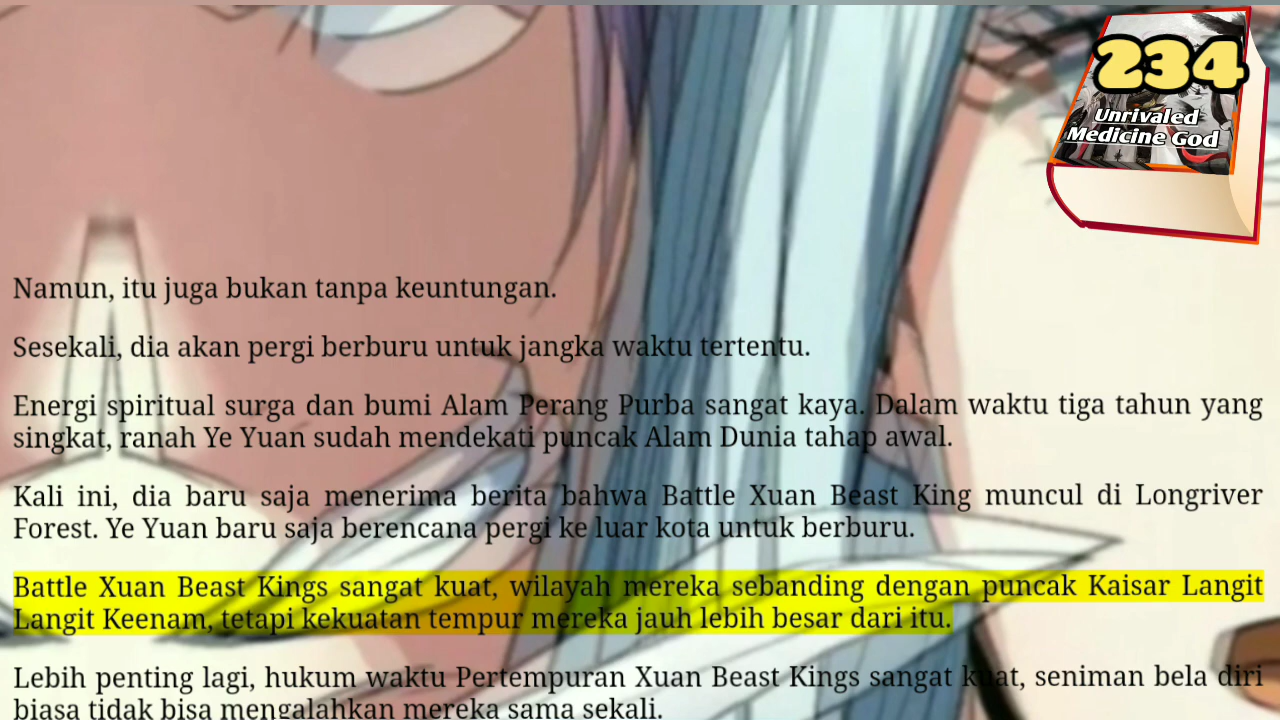 234
Unrivaled
Medicine God
Namun, itu juga bukan tanpa keuntungan.
Sesekali, dia akan pergi berburu untuk jangka waktu tertentu.
Energi spiritual surga dan bumi Alam Perang Purba sangat kaya. Dalam waktu tiga tahun yang
singkat, ranah Ye Yuan sudah mendekati puncak Alam Dunia tahap awal.
Kali ini, dia baru saja menerima berita bahwa Battle Xuan Beast King muncul di Longriver
Forest. Ye Yuan baru saja berencana pergi ke luar kota untuk berburu.
Battle Xuan Beast Kings sangat kuat, wilayah mereka sebanding dengan puncak Kaisar Langit
Langit Keenam, tetapi kekuatan tempur mereka jauh lebih besar dari itu.
Lebih penting lagi, hukum waktu Pertempuran Xuan Beast Kings sangat kuat, seniman bela diri
biasa tidak bisa mengalahkan mereka sama sekali.